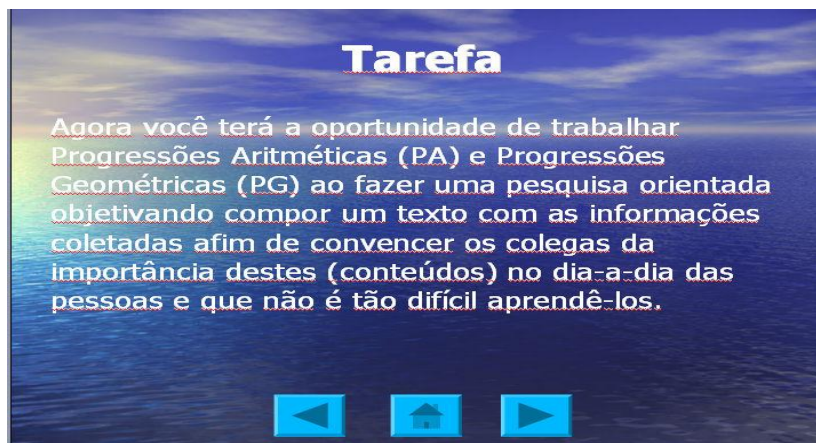 Tarefa
Agora você terá a oportunidade de trabalhar
Progressões Aritméticas (PA) e Progressões
Geométricas (PG) ao fazer uma pesquisa orientada
objetivando compor um texto com as informações
coletadas afim de convencer os colegas da
importância destes (conteúdos) no dia-a-dia das
pessoas e que não é tão difícil aprendê-los.